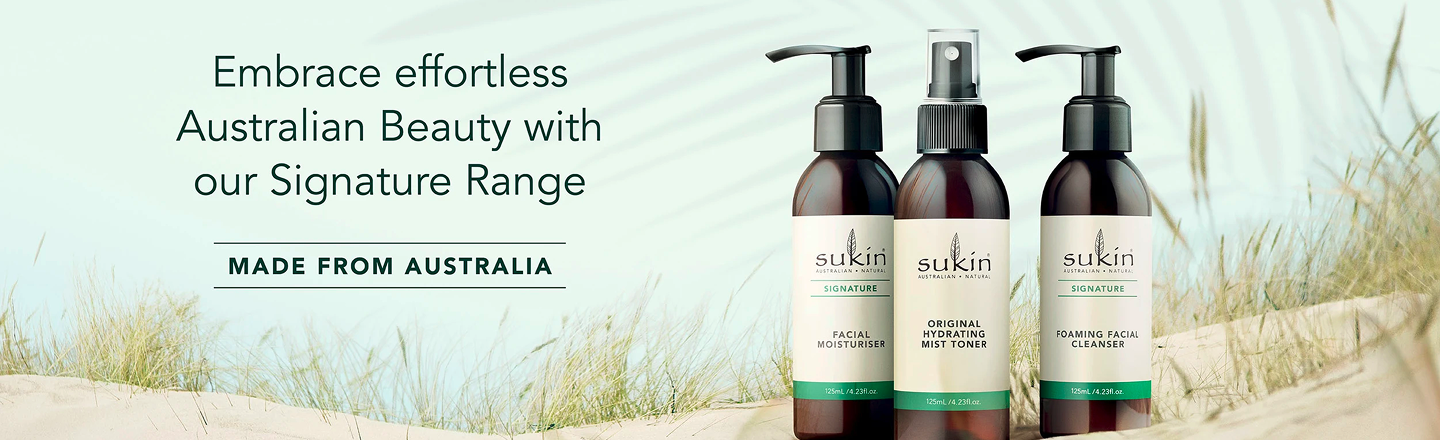 Embrace effortless
Australian Beauty with
our Signature Range
MADE FROM AUSTRALIA
sukin
AUSTRALIAN • NATURAL
SIGNATURE
FACIAL
MOISTURISER
125mL /4.23fl.oz.
sukin®
AUSTRALIAN • NATURAL
ORIGINAL
HYDRATING
MIST TONER
125mL /4.23fl.oz.
sukin®
AUSTRALIAN • NATURAL
SIGNATURE
FOAMING FACIAL
CLEANSER
125mL /4.23fl.oz.